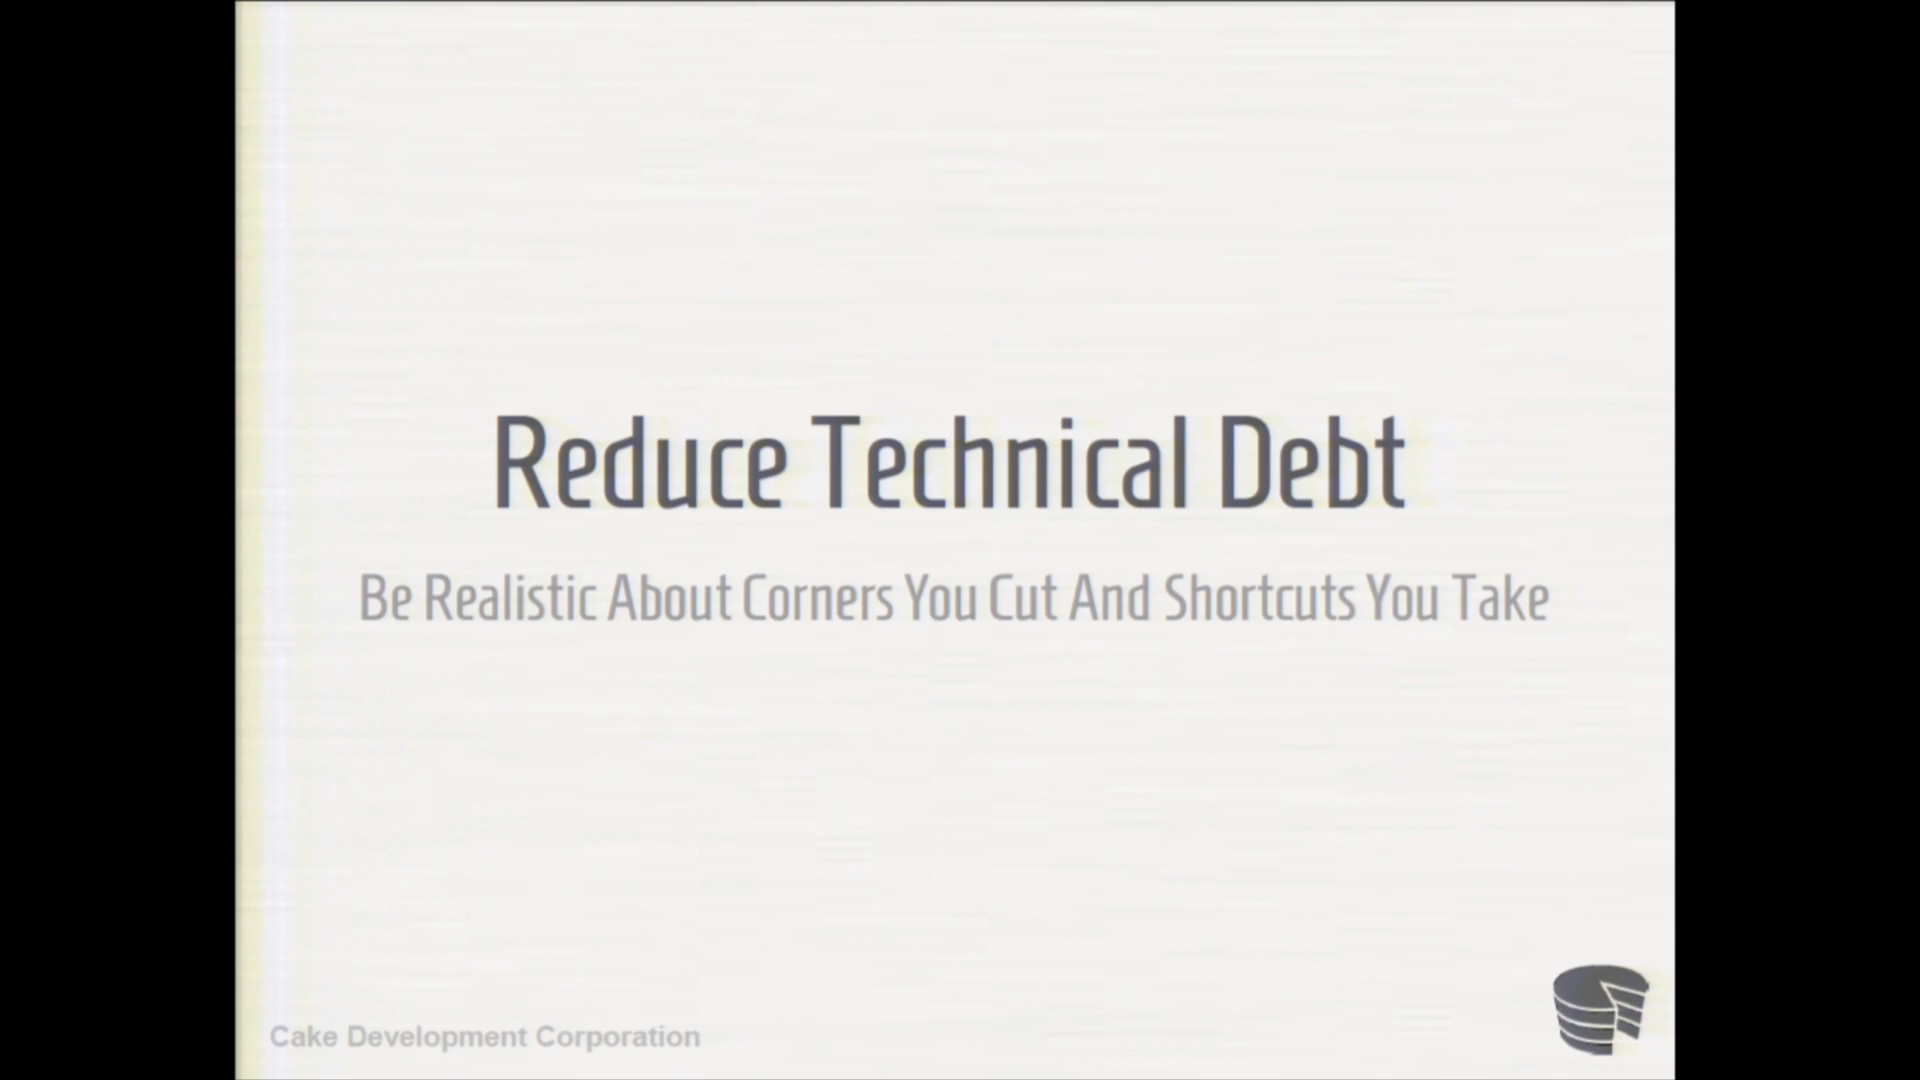 Reduce Technical Debt
Be Realistic About Corners You Cut And Shortcuts You Take
Cake Development Corporation